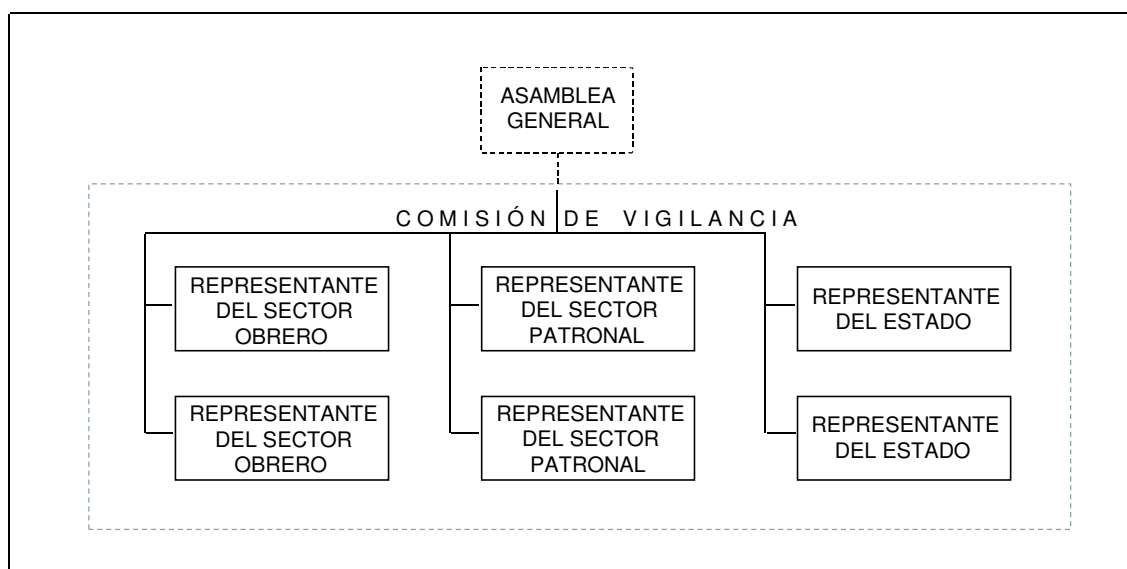 ASAMBLEA
GENERAL
COMISIÓN DE VIGILANCIA
REPRESENTANTE
DEL SECTOR
OBRERO
REPRESENTANTE
DEL SECTOR
PATRONAL
REPRESENTANTE
DEL ESTADO
REPRESENTANTE
DEL SECTOR
OBRERO
REPRESENTANTE
DEL SECTOR
PATRONAL
REPRESENTANTE
DEL ESTADO